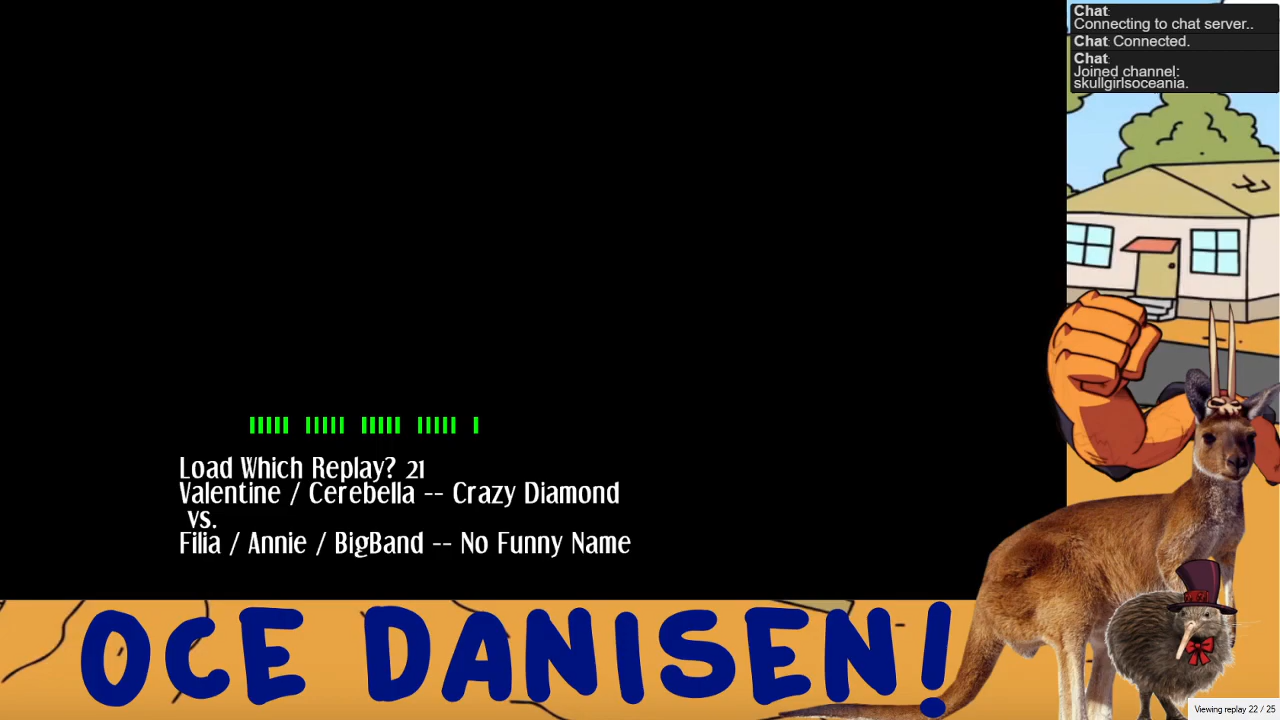 Chat:
Connecting to chat server..
Chat: Connected.
Chat:
Joined channel:
skullgirlsoceania.
Load Which Replay? 21
Valentine / Cerebella -- Crazy Diamond
vs.
Filia / Annie / BigBand -- No Funny Name
OCE DANISEN!
Viewing replay 22 / 25